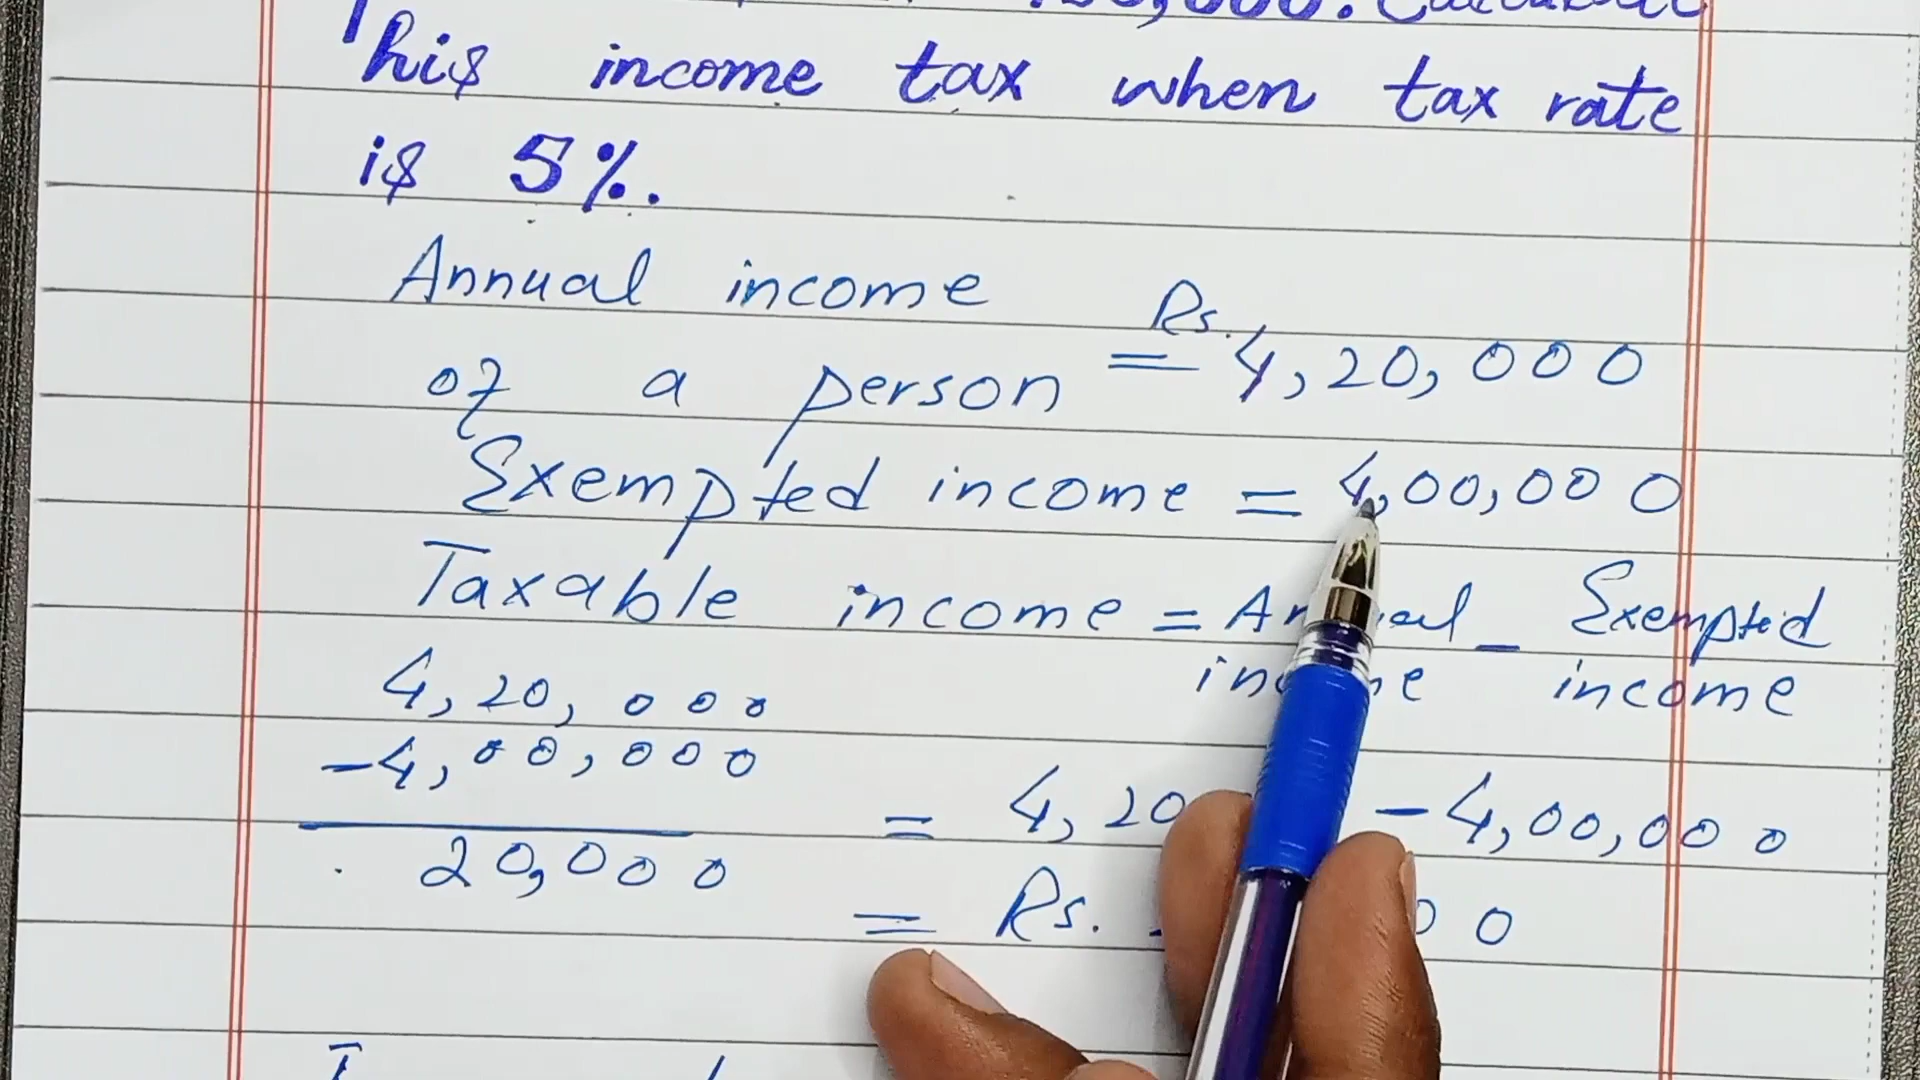 his income tax when tax rate
is 5%.
Annual income
of a person = Rs. 4,20,000
Exempted income = 4,00,000
Taxable income = Annual - Exempted
income income
4,20,000
-4,00,000
20,000
= 4,20 - 4,00,000
= Rs.